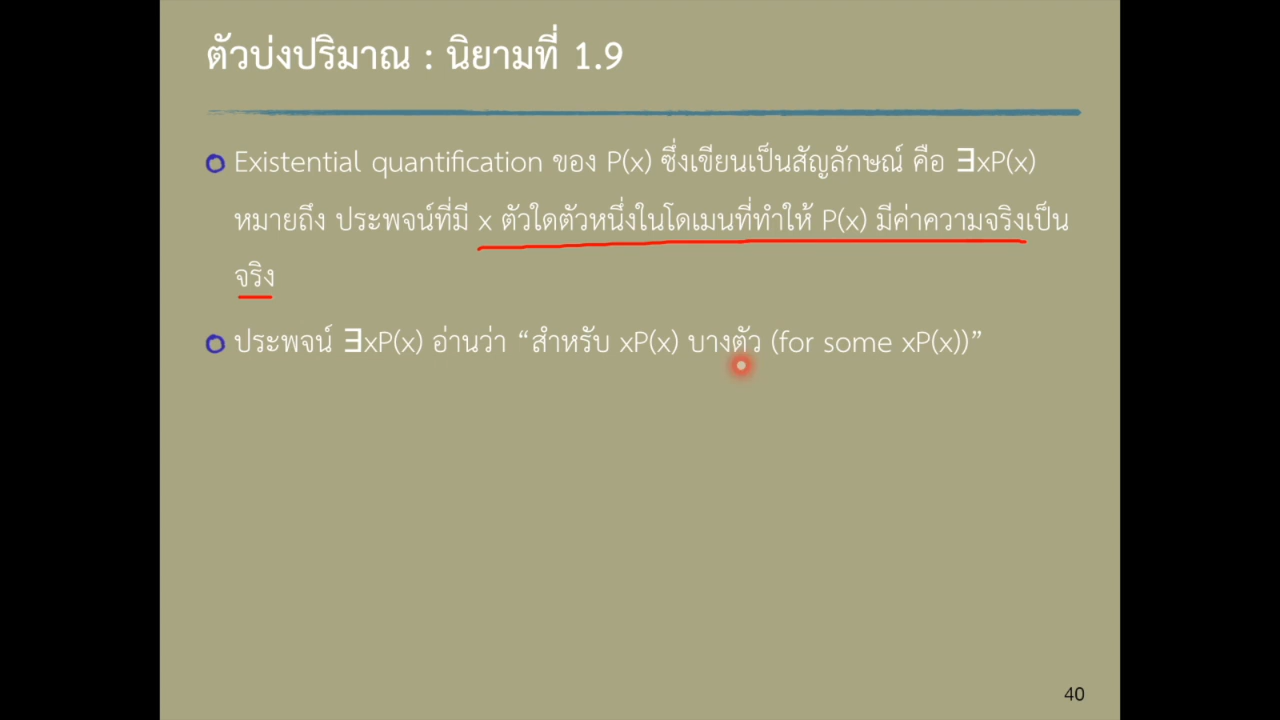 ตัวบ่งปริมาณ : นิยามที่ 1.9
Existential quantification ของ P(x) ซึ่งเขียนเป็นสัญลักษณ์ คือ ∃xP(x)
หมายถึง ประพจน์ที่มี x ตัวใดตัวหนึ่งในโดเมนที่ทำให้ P(x) มีค่าความจริงเป็น
จริง
ประพจน์ ∃xP(x) อ่านว่า “สำหรับ xP(x) บางตัว (for some xP(x))”
40